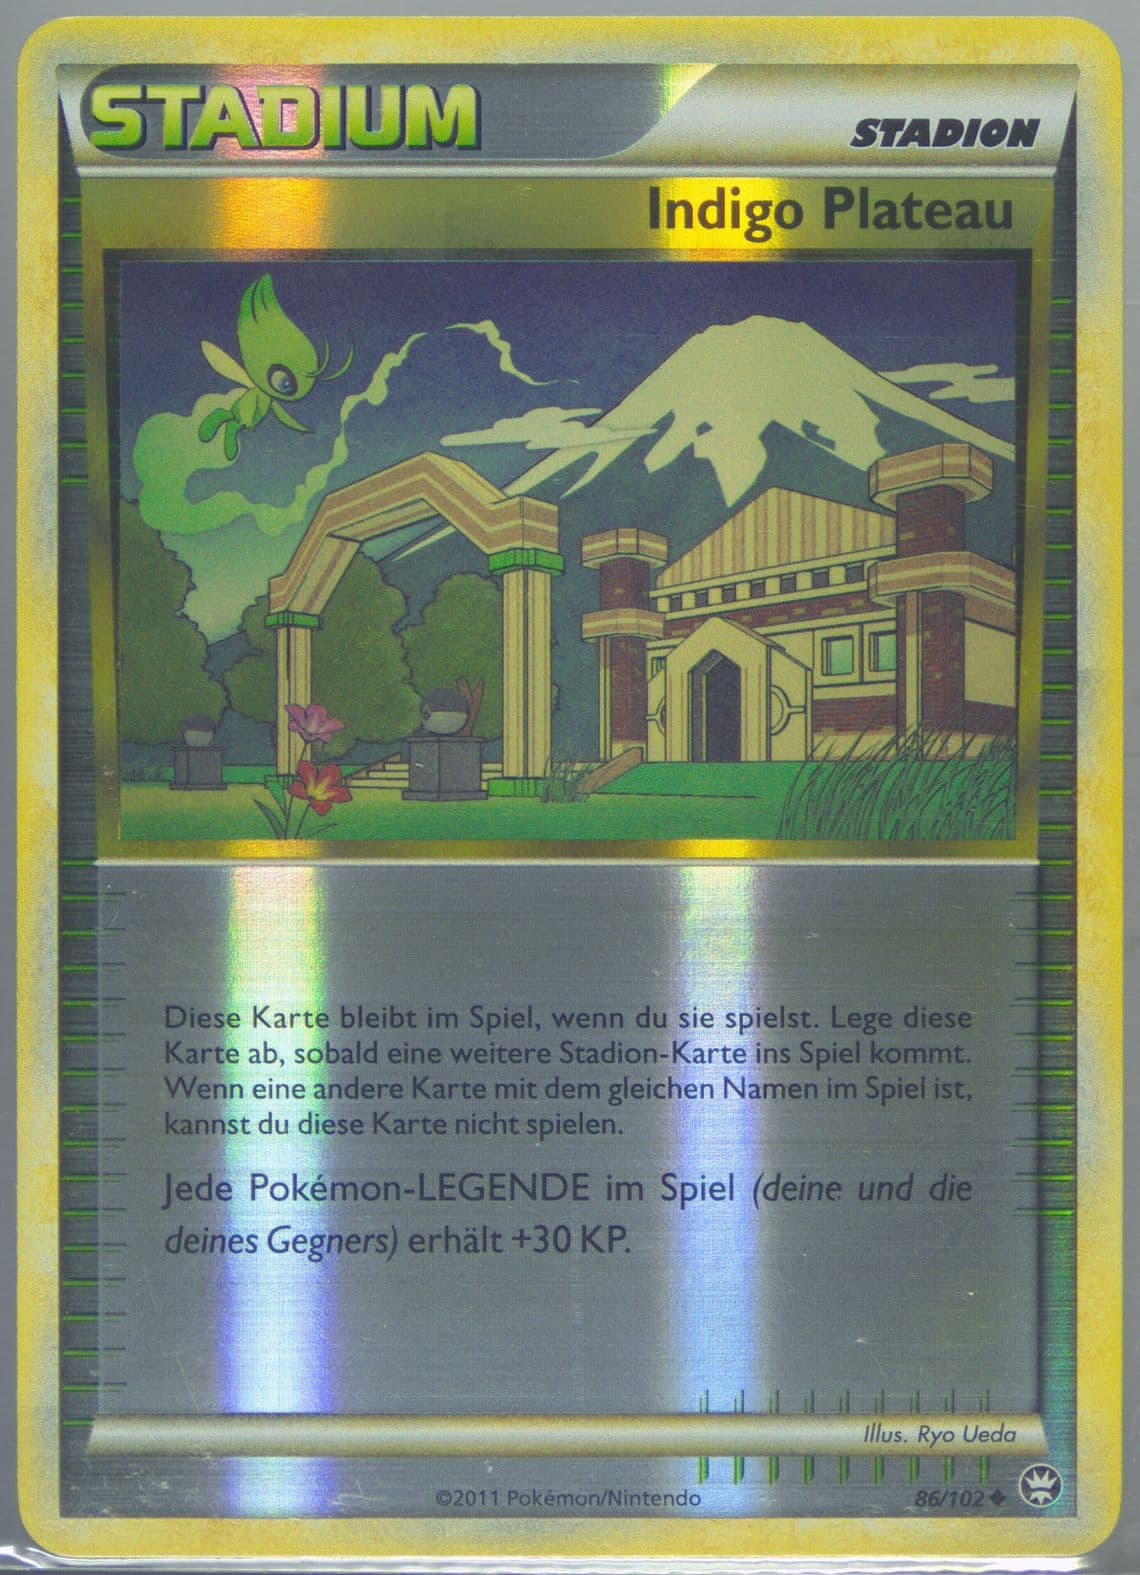 STADIUM
STADION
Indigo Plateau
Diese Karte bleibt im Spiel, wenn du sie spielst. Lege diese
Karte ab, sobald eine weitere Stadion-Karte ins Spiel kommt.
Wenn eine andere Karte mit dem gleichen Namen im Spiel ist,
kannst du diese Karte nicht spielen.
Jede Pokémon-LEGENDE im Spiel (deine und die
deines Gegners) erhält +30 KP.
Illus. Ryo Ueda
©2011 Pokémon/Nintendo
86/102